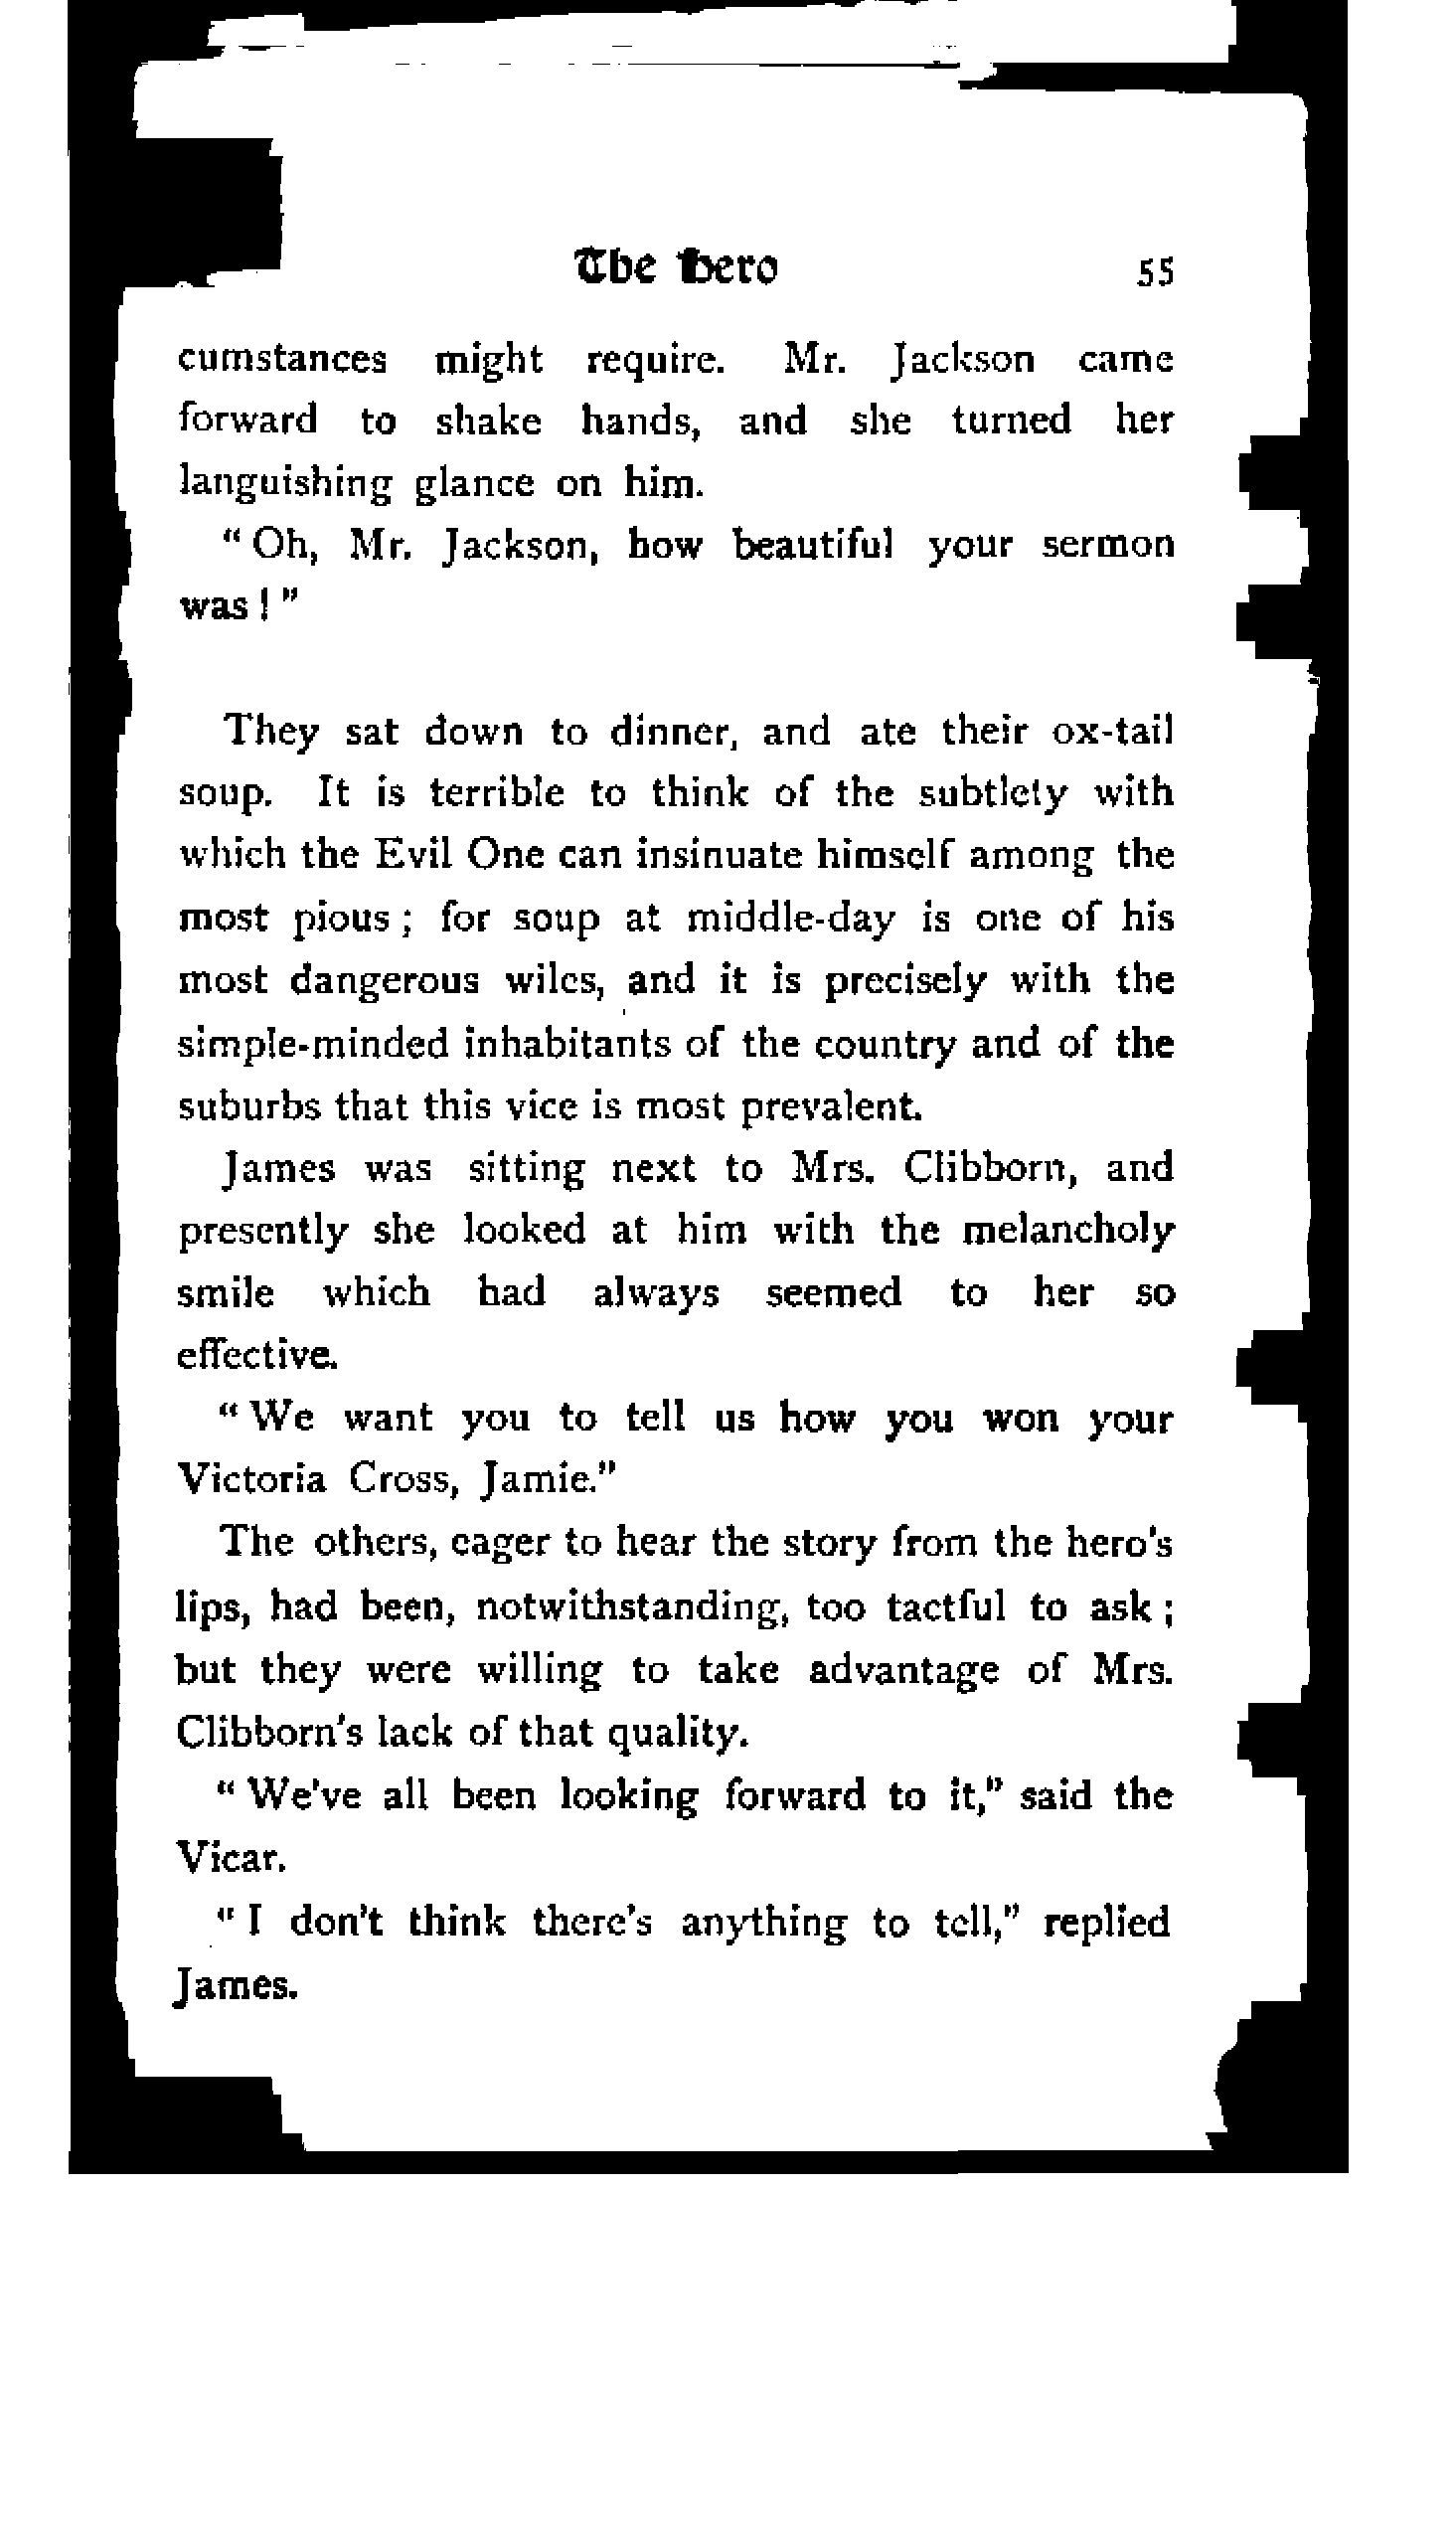 The Hero 55
cumstances might require. Mr. Jackson came
forward to shake hands, and she turned her
languishing glance on him.
“Oh, Mr. Jackson, how beautiful your sermon
was!”
They sat down to dinner, and ate their ox-tail
soup. It is terrible to think of the subtlety with
which the Evil One can insinuate himself among the
most pious; for soup at middle-day is one of his
most dangerous wiles, and it is precisely with the
simple-minded inhabitants of the country and of the
suburbs that this vice is most prevalent.
James was sitting next to Mrs. Clibborn, and
presently she looked at him with the melancholy
smile which had always seemed to her so
effective.
“We want you to tell us how you won your
Victoria Cross, Jamie.”
The others, eager to hear the story from the hero's
lips, had been, notwithstanding, too tactful to ask;
but they were willing to take advantage of Mrs.
Clibborn's lack of that quality.
“We've all been looking forward to it,” said the
Vicar.
“I don't think there's anything to tell,” replied
James.